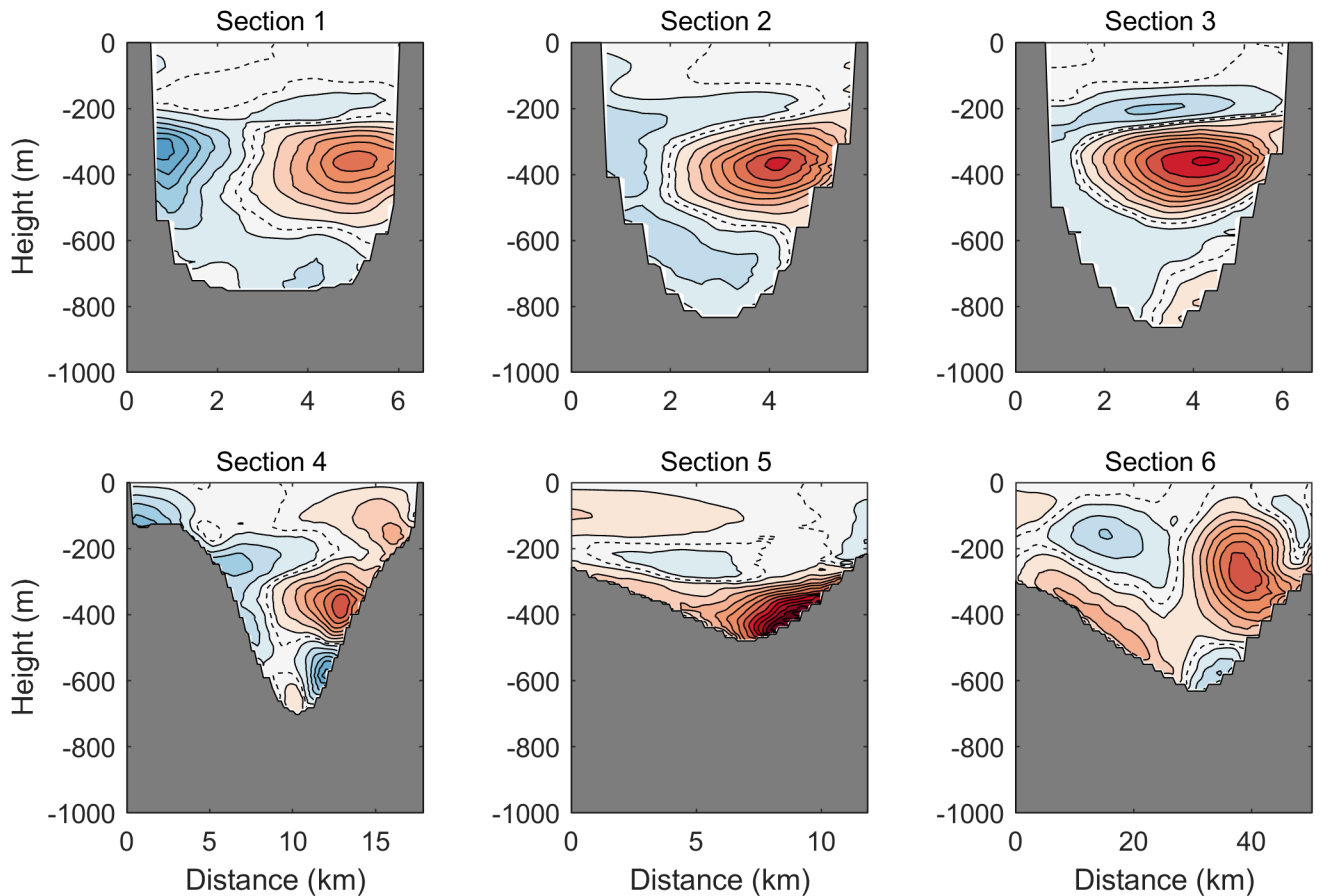 Section 1
Section 2
Section 3
0
-200
-400
-600
-800
-1000
Height (m)
0 2 4 6
0
-200
-400
-600
-800
-1000
0 2 4
0
-200
-400
-600
-800
-1000
0 2 4 6
Section 4
Section 5
Section 6
0
-200
-400
-600
-800
-1000
Height (m)
0 5 10 15
Distance (km)
0
-200
-400
-600
-800
-1000
0 5 10
Distance (km)
0
-200
-400
-600
-800
-1000
0 20 40
Distance (km)